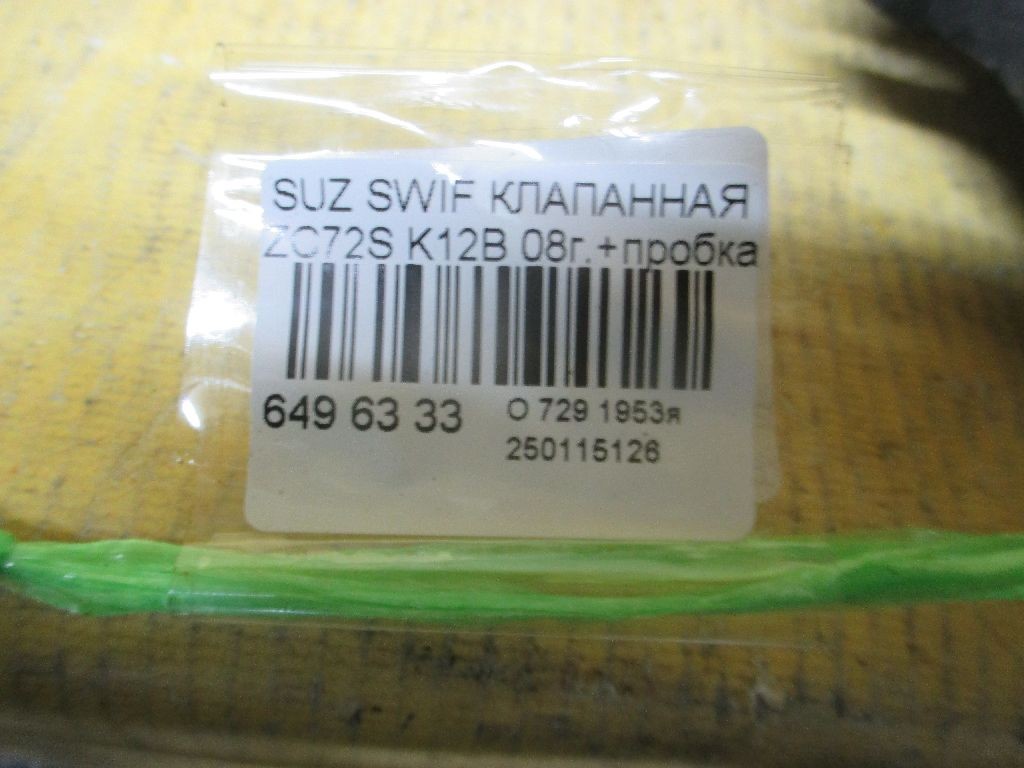 SUZ SWIF КЛАПАННАЯ
ZC72S K12B 08г.+пробка
649 63 33
О 729 1953я
250115126